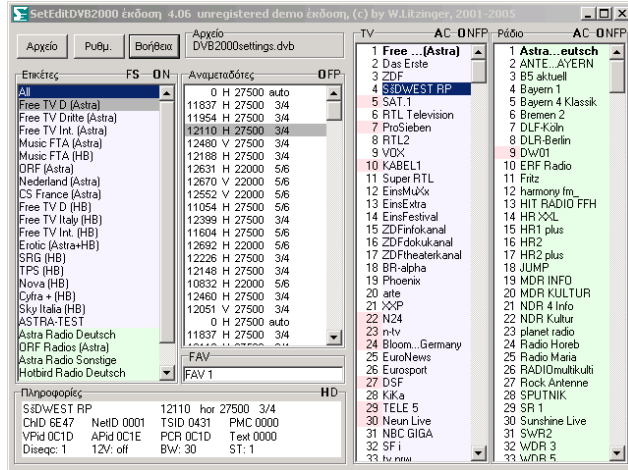 SetEditDVB2000 έκδοση 4.06 unregistered demo έκδοση, (c) by W.Litzinger, 2001-2005
Αρχείο
Ρυθμ.
Βοήθεια
Αρχείο
DVB2000settings.dvb
Ετικέτες FS - ON
All
Free TV D (Astra)
Free TV Dritte (Astra)
Free TV Int. (Astra)
Music FTA (Astra)
Music FTA (HB)
ORF (Astra)
Nederland (Astra)
CS France (Astra)
Free TV D (HB)
Free TV Italy (HB)
Free TV Int. (HB)
Erotic (Astra+HB)
SRG (HB)
TPS (HB)
Nova (HB)
Cyfra + (HB)
Sky Italia (HB)
ASTRA-TEST
Astra Radio Deutsch
ORF Radios (Astra)
Astra Radio Sonstige
Hotbird Radio Deutsch
Αναμεταδότες OFP
0 H 27500 auto
11837 H 27500 3/4
11954 H 27500 3/4
12110 H 27500 3/4
12480 V 27500 3/4
12188 H 27500 3/4
12631 H 22000 5/6
12670 V 22000 5/6
12552 V 22000 5/6
11054 H 27500 5/6
12399 H 27500 3/4
11604 H 27500 5/6
12692 H 22000 5/6
12226 H 27500 3/4
12148 H 27500 3/4
10832 H 22000 5/6
12460 H 27500 3/4
12051 V 27500 3/4
0 H 27500 auto
11837 H 27500 3/4
FAV
FAV 1
Πληροφορίες HD
SšDWEST RP 12110 hor 27500 3/4
ChID 6E47 NetID 0001 TSID 0431 PMC 0000
VPid 0C1D APid 0C1E PCR 0C1D Text 0000
Diseqc: 1 12V: off BW: 30 ST: 1
TV AC - ONFP
1 Free ...(Astra)
2 Das Erste
3 ZDF
4 SšDWEST RP
5 SAT.1
6 RTL Television
7 ProSieben
8 RTL2
9 VOX
10 KABEL1
11 Super RTL
12 EinsMuXx
13 EinsExtra
14 EinsFestival
15 ZDFinfokanal
16 ZDFdokukanal
17 ZDFtheaterkanal
18 BR-alpha
19 Phoenix
20 arte
21 XXP
22 N24
23 n-tv
24 Bloom...Germany
25 EuroNews
26 Eurosport
27 DSF
28 KiKa
29 TELE 5
30 Neun Live
31 NBC GIGA
32 SF i
Ράδιο AC - ONFP
1 Astra...eutsch
2 ANTE...AYERN
3 B5 aktuell
4 Bayern 1
5 Bayern 4 Klassik
6 Bremen 2
7 DLF-Köln
8 DLR-Berlin
9 DW01
10 ERF Radio
11 Fritz
12 harmony fm_
13 HIT RADIO FFH
14 HR XXL
15 HR1 plus
16 HR2
17 HR2 plus
18 JUMP
19 MDR INFO
20 MDR KULTUR
21 NDR 4 Info
22 NDR Kultur
23 planet radio
24 Radio Horeb
25 Radio Maria
26 RADIOmultikulti
27 Rock Antenne
28 SPUTNIK
29 SR 1
30 Sunshine Live
31 SWR2
32 WDR 3
33 WDR 5